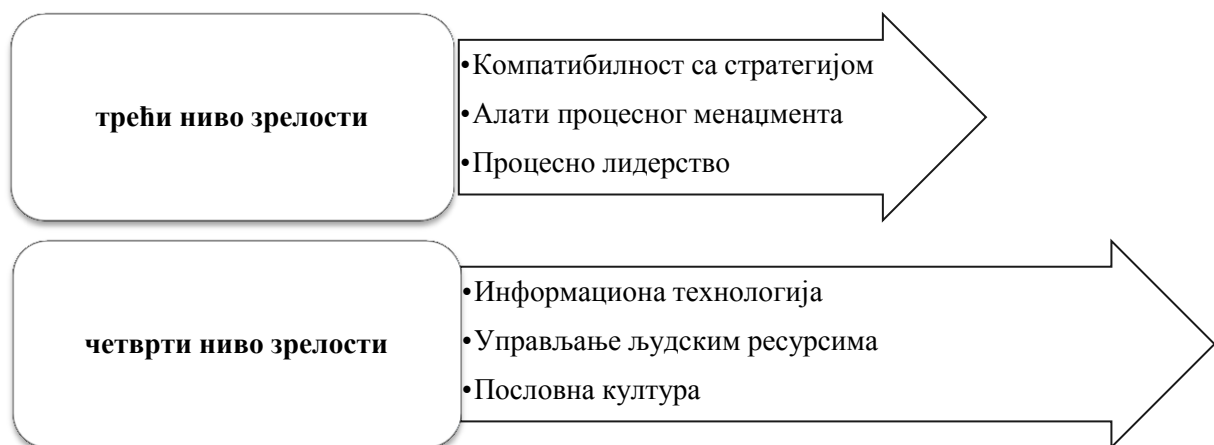 трећи ниво зрелости
•Компатибилност са стратегијом
•Алати процесног менаџмента
•Процесно лидерство
четврти ниво зрелости
•Информациона технологија
•Управљање људским ресурсима
•Пословна култура